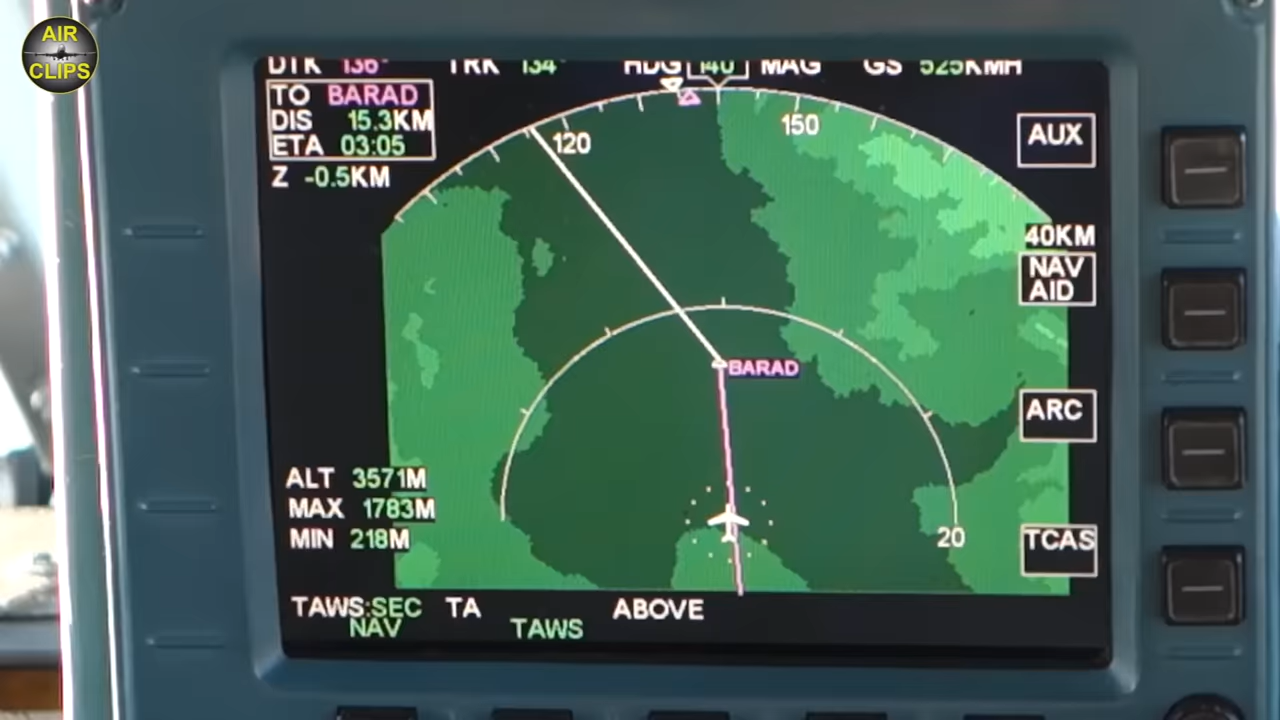 AIR
CLIPS
DTK 136° TRK 134° HDG 140 MAG GS 525KMH
TO BARAD
DIS 15.3KM
ETA 03:05
Z -0.5KM
120
150
AUX
40KM
NAV
AID
BARAD
ARC
ALT 3571M
MAX 1783M
MIN 218M
20
TCAS
TAWS:SEC TA ABOVE
NAV TAWS